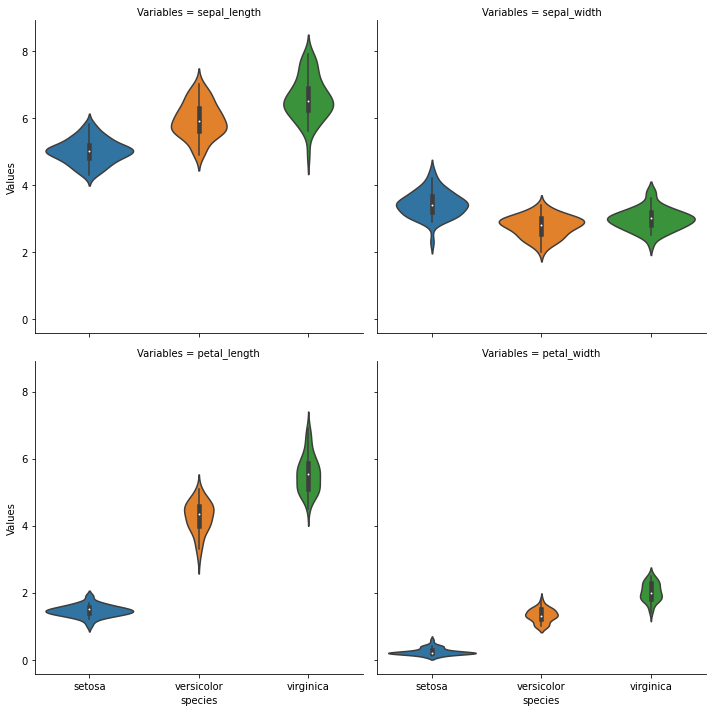 Variables = sepal_length
Variables = sepal_width
8
6
4
2
0
Values
Variables = petal_length
Variables = petal_width
8
6
4
2
0
Values
setosa versicolor virginica
species
setosa versicolor virginica
species